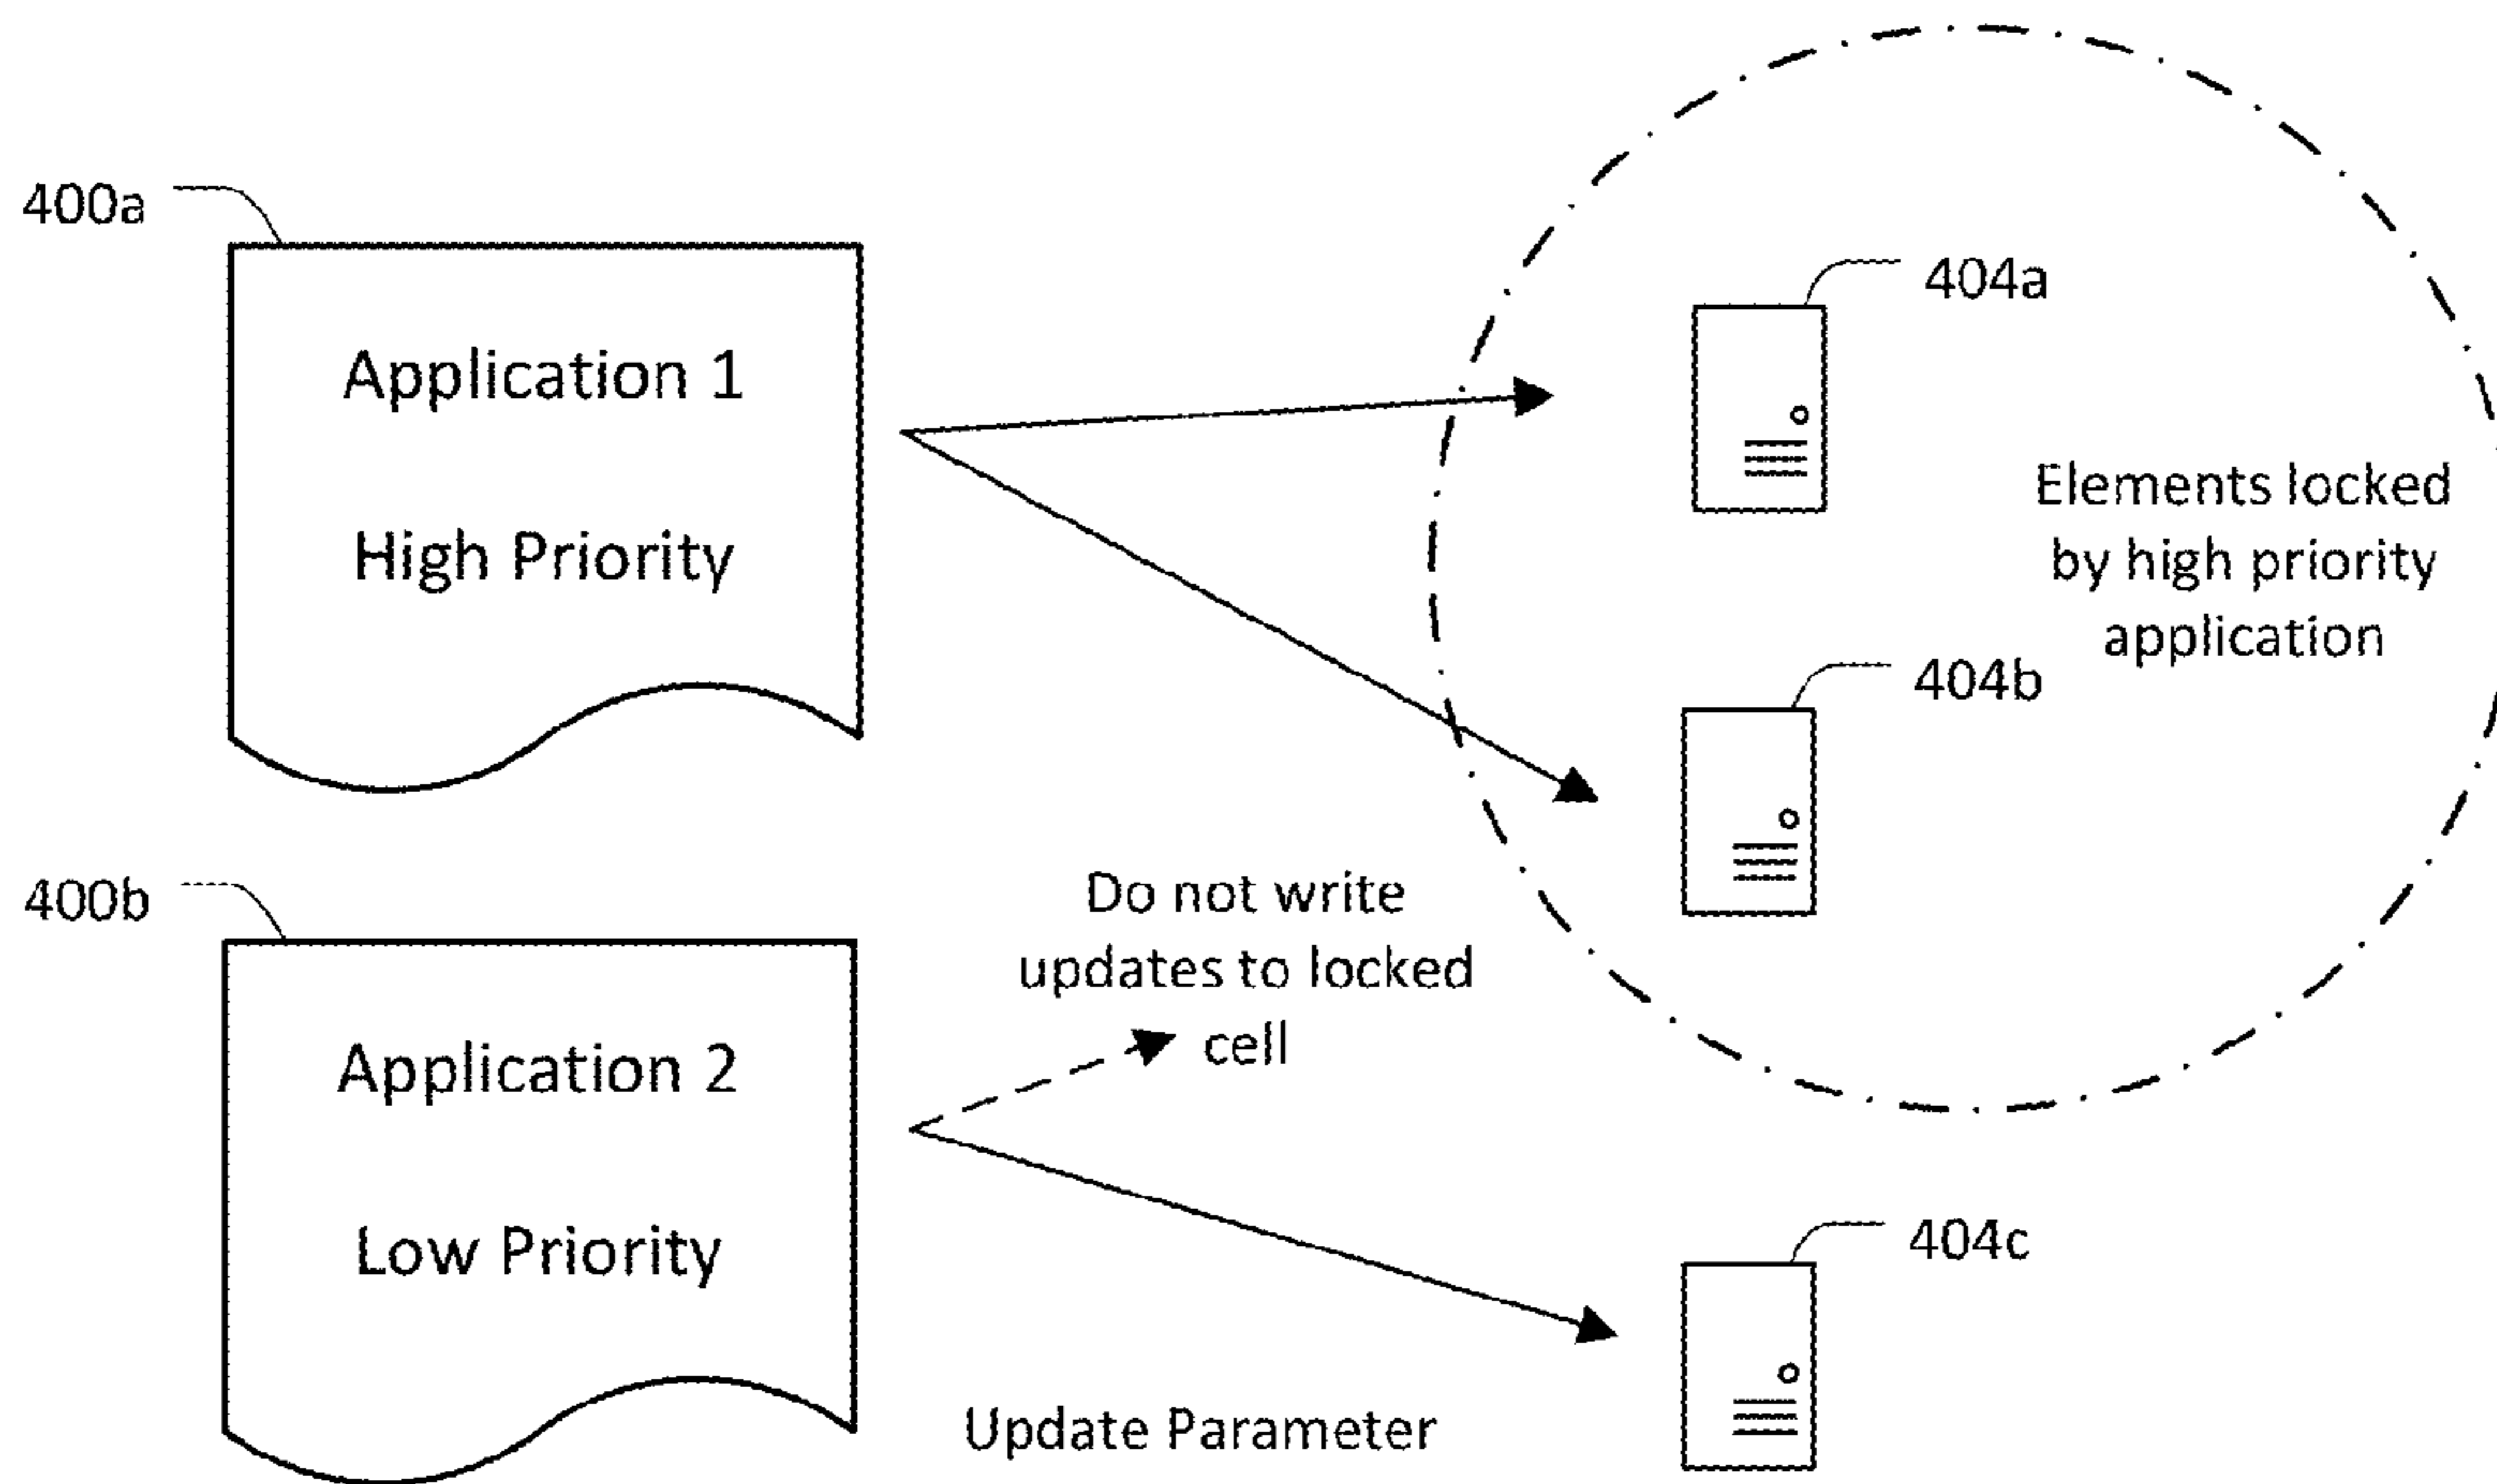 400a
Application 1
High Priority
404a
Elements locked
by high priority
application
404b
400b
Application 2
Low Priority
Do not write
updates to locked
cell
404c
Update Parameter